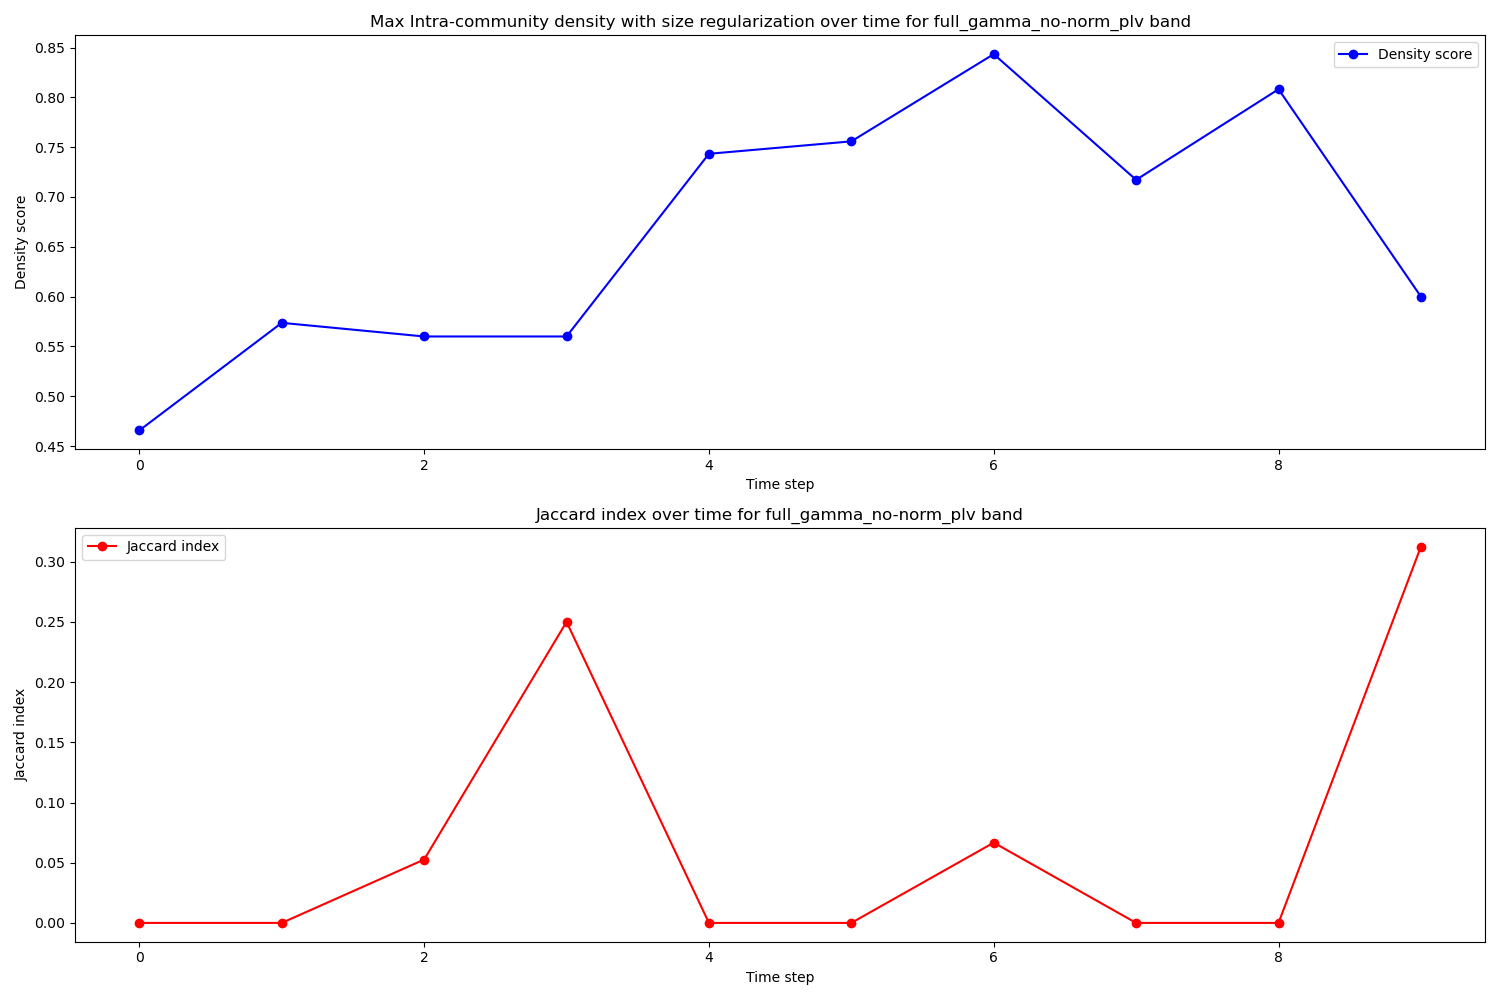 Max Intra-community density with size regularization over time for full_gamma_no-norm_plv band
Density score
0.85
0.80
0.75
0.70
0.65
0.60
0.55
0.50
0.45
Density score
0 2 4 6 8
Time step
Jaccard index over time for full_gamma_no-norm_plv band
Jaccard index
0.30
0.25
0.20
0.15
0.10
0.05
0.00
Jaccard index
0 2 4 6 8
Time step